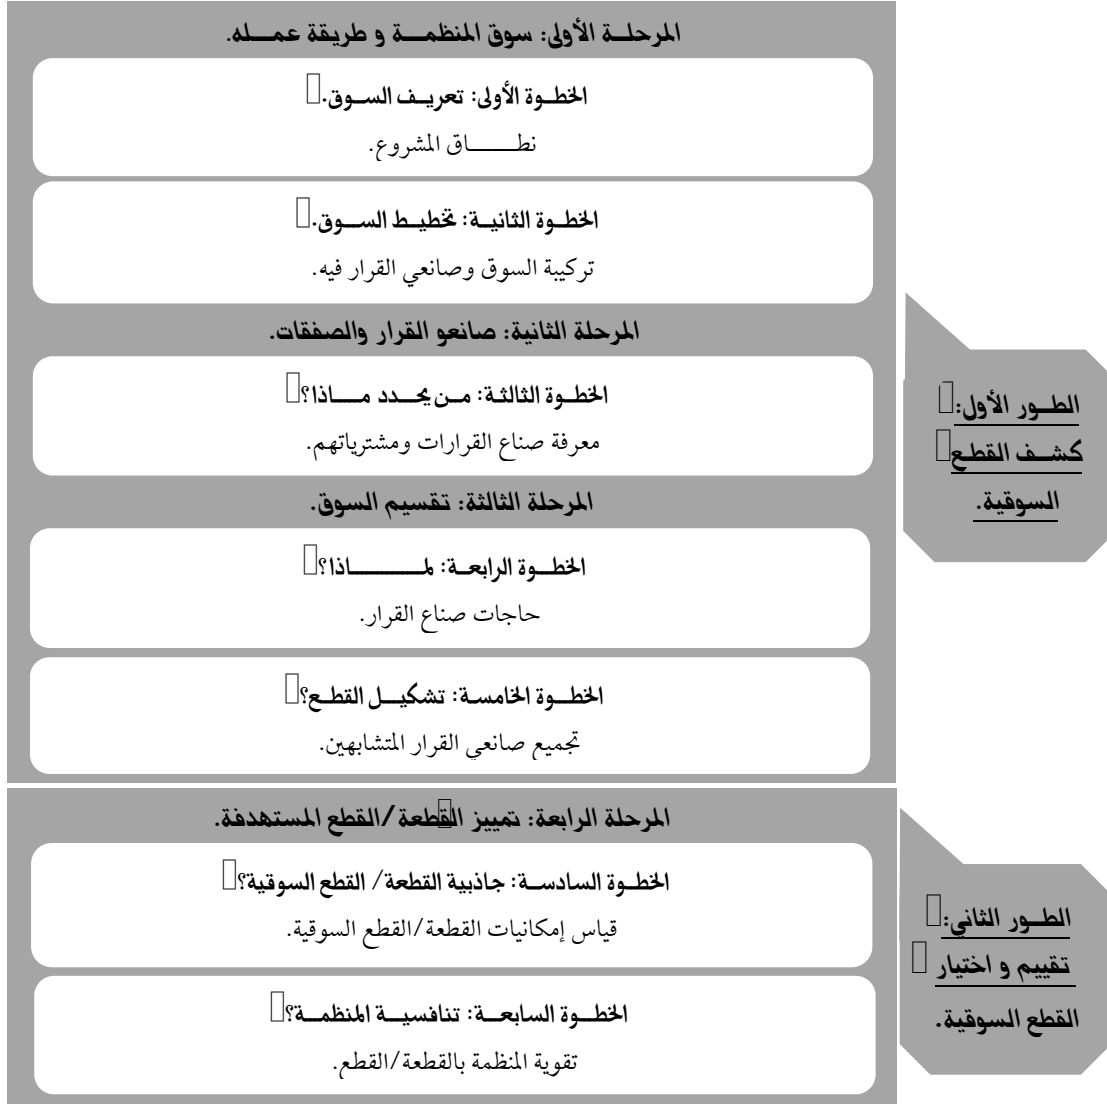 المرحلة الأولى: سوق المنظمة و طريقة عمله.
الخطوة الأولى: تعريف السوق.
نطاق المشروع.
الخطوة الثانية: تخطيط السوق.
تركيبة السوق وصانعي القرار فيه.
المرحلة الثانية: صانعو القرار والصفقات.
الخطوة الثالثة: من يحدد ماذا؟
معرفة صناع القرارات ومشترياتهم.
المرحلة الثالثة: تقسيم السوق.
الخطوة الرابعة: لماذا؟
حاجات صناع القرار.
الخطوة الخامسة: تشكيل القطع؟
تجميع صانعي القرار المتشابهين.
الطور الأول:
كشف القطع
السوقية.
المرحلة الرابعة: تمييز القطعة/القطع المستهدفة.
الخطوة السادسة: جاذبية القطعة/ القطع السوقية؟
قياس إمكانيات القطعة/القطع السوقية.
الخطوة السابعة: تنافسية المنظمة؟
تقوية المنظمة بالقطعة/القطع.
الطور الثاني:
تقييم و اختيار
القطع السوقية.